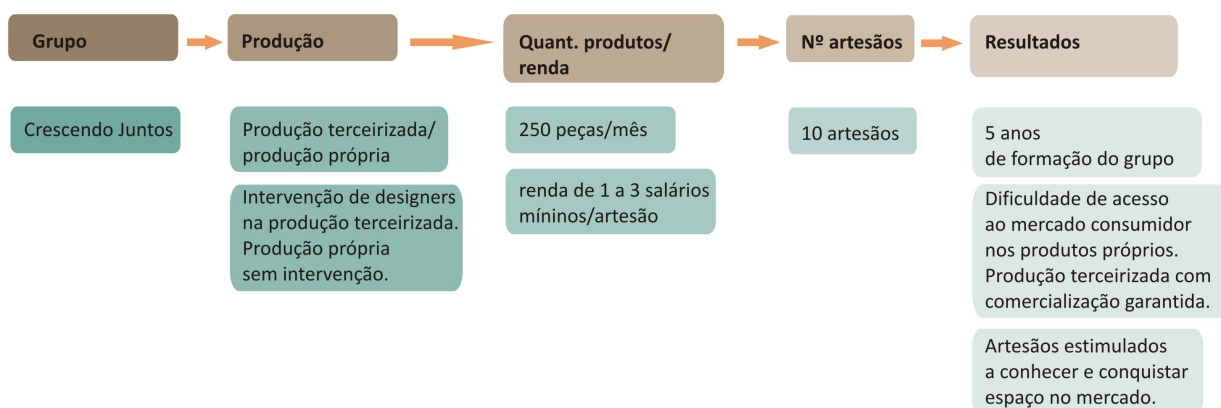 Grupo
Produção
Quant. produtos/
renda
Nº artesãos
Resultados
Crescendo Juntos
Produção terceirizada/
produção própria
Intervenção de designers
na produção terceirizada.
Produção própria
sem intervenção.
250 peças/mês
renda de 1 a 3 salários
míninos/artesão
10 artesãos
5 anos
de formação do grupo
Dificuldade de acesso
ao mercado consumidor
nos produtos próprios.
Produção terceirizada com
comercialização garantida.
Artesãos estimulados
a conhecer e conquistar
espaço no mercado.